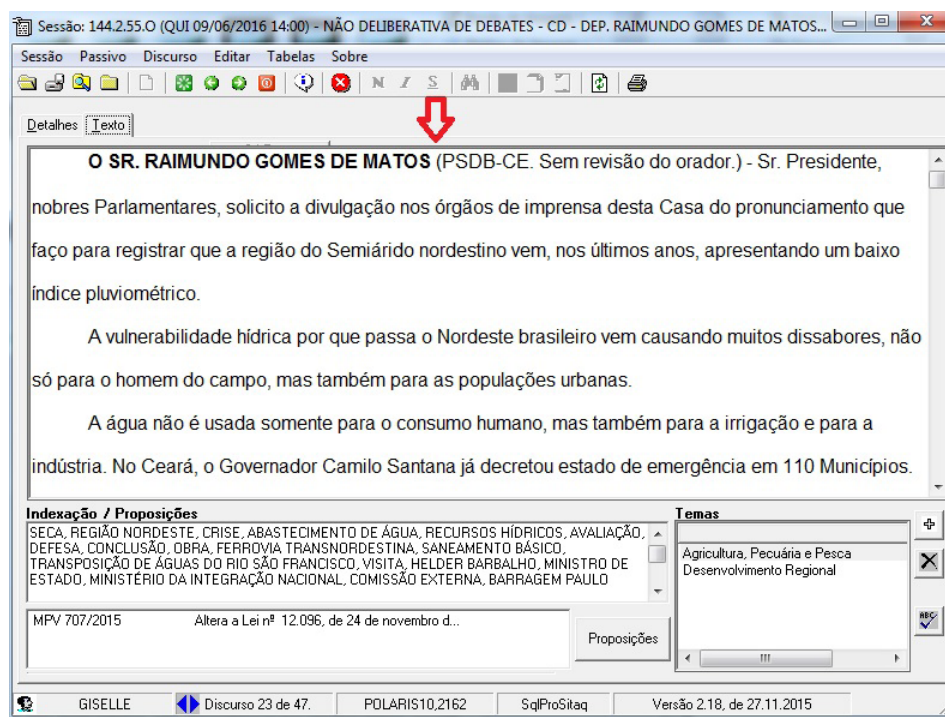 Sessão: 144.2.55.O (QUI 09/06/2016 14:00) - NÃO DELIBERATIVA DE DEBATES - CD - DEP. RAIMUNDO GOMES DE MATOS...
Sessão Passivo Discurso Editar Tabelas Sobre
N I S
Detalhes Texto
O SR. RAIMUNDO GOMES DE MATOS (PSDB-CE. Sem revisão do orador.) - Sr. Presidente,
nobres Parlamentares, solicito a divulgação nos órgãos de imprensa desta Casa do pronunciamento que
faço para registrar que a região do Semiárido nordestino vem, nos últimos anos, apresentando um baixo
índice pluviométrico.
A vulnerabilidade hídrica por que passa o Nordeste brasileiro vem causando muitos dissabores, não
só para o homem do campo, mas também para as populações urbanas.
A água não é usada somente para o consumo humano, mas também para a irrigação e para a
indústria. No Ceará, o Governador Camilo Santana já decretou estado de emergência em 110 Municípios.
Indexação / Proposições
SECA, REGIÃO NORDESTE, CRISE, ABASTECIMENTO DE ÁGUA, RECURSOS HÍDRICOS, AVALIAÇÃO,
DEFESA, CONCLUSÃO, OBRA, FERROVIA TRANSNORDESTINA, SANEAMENTO BÁSICO,
TRANSPOSIÇÃO DE ÁGUAS DO RIO SÃO FRANCISCO, VISITA, HELDER BARBALHO, MINISTRO DE
ESTADO, MINISTÉRIO DA INTEGRAÇÃO NACIONAL, COMISSÃO EXTERNA, BARRAGEM PAULO
MPV 707/2015 Altera a Lei nº 12.096, de 24 de novembro d...
Proposições
Temas
Agricultura, Pecuária e Pesca
Desenvolvimento Regional
ABC
GISELLE Discurso 23 de 47. POLARIS10,2162 SqlProSitaq Versão 2.18, de 27.11.2015